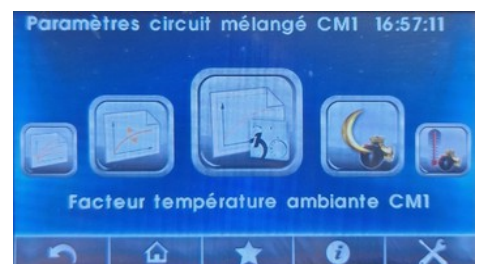 Paramètres circuit mélangé CM1 16:57:11
Facteur température ambiante CM1